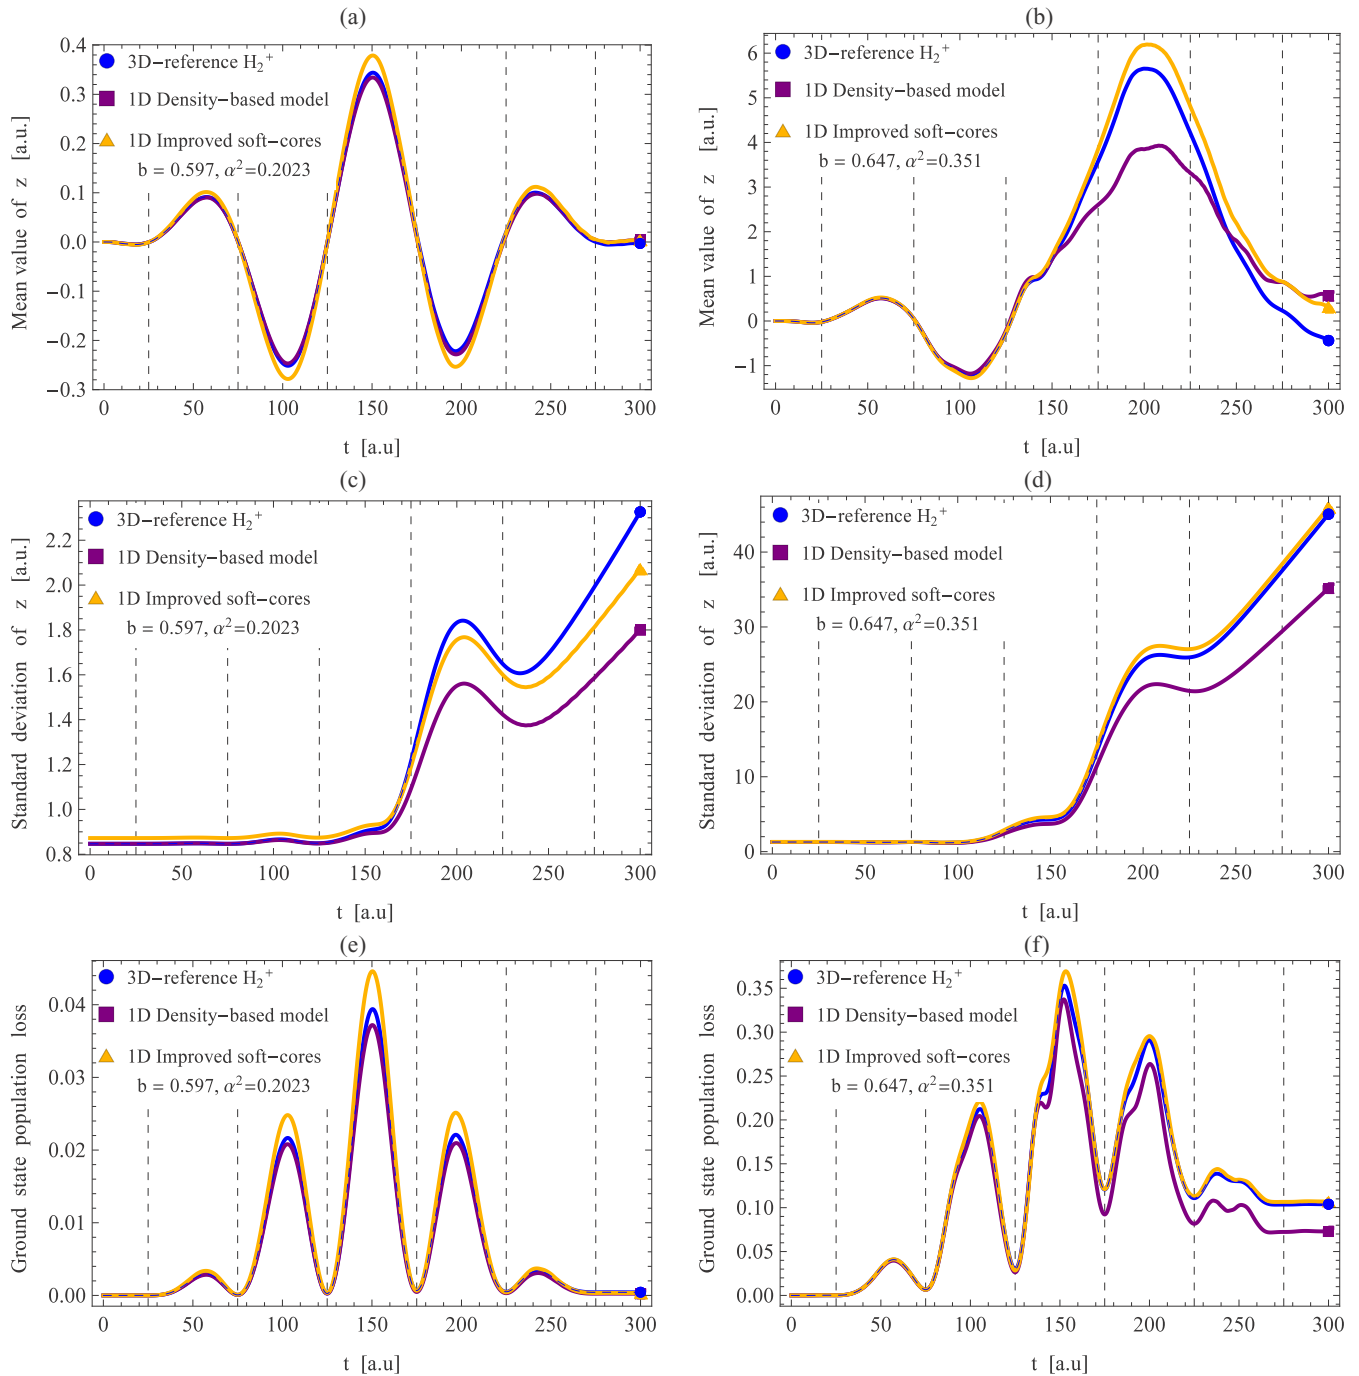 (a)
3D−reference H₂⁺
1D Density−based model
1D Improved soft−cores
b = 0.597, α²=0.2023
Mean value of z [a.u.]
0.4
0.3
0.2
0.1
0.0
−0.1
−0.2
−0.3
0 50 100 150 200 250 300
t [a.u]
(b)
3D−reference H₂⁺
1D Density−based model
1D Improved soft−cores
b = 0.647, α²=0.351
Mean value of z [a.u.]
6
5
4
3
2
1
0
−1
0 50 100 150 200 250 300
t [a.u]
(c)
3D−reference H₂⁺
1D Density−based model
1D Improved soft−cores
b = 0.597, α²=0.2023
Standard deviation of z [a.u.]
2.2
2.0
1.8
1.6
1.4
1.2
1.0
0.8
0 50 100 150 200 250 300
t [a.u]
(d)
3D−reference H₂⁺
1D Density−based model
1D Improved soft−cores
b = 0.647, α²=0.351
Standard deviation of z [a.u.]
40
30
20
10
0
0 50 100 150 200 250 300
t [a.u]
(e)
3D−reference H₂⁺
1D Density−based model
1D Improved soft−cores
b = 0.597, α²=0.2023
Ground state population loss
0.04
0.03
0.02
0.01
0.00
0 50 100 150 200 250 300
t [a.u]
(f)
3D−reference H₂⁺
1D Density−based model
1D Improved soft−cores
b = 0.647, α²=0.351
Ground state population loss
0.35
0.30
0.25
0.20
0.15
0.10
0.05
0.00
0 50 100 150 200 250 300
t [a.u]